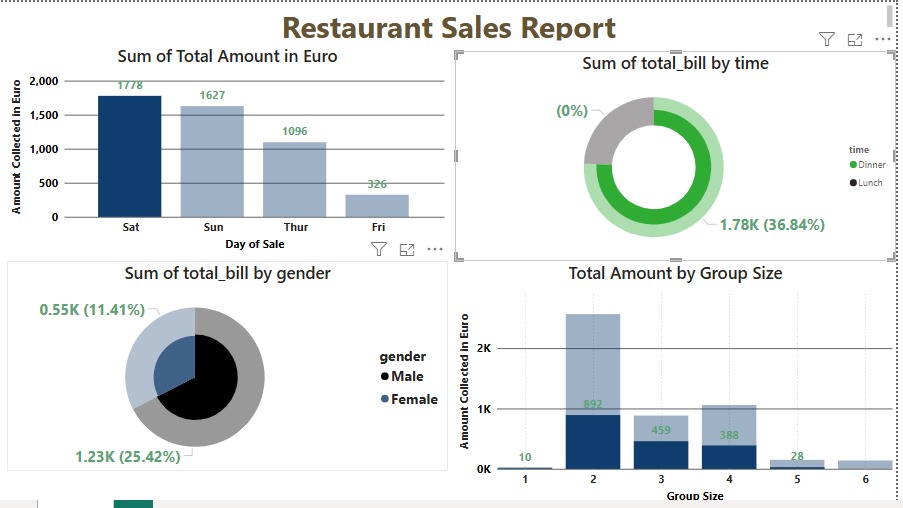 Restaurant Sales Report
Sum of Total Amount in Euro
Amount Collected in Euro
2,000
1,500
1,000
500
0
1778
1627
1096
326
Sat Sun Thur Fri
Day of Sale
Sum of total_bill by time
(0%)
1.78K (36.84%)
time
Dinner
Lunch
Sum of total_bill by gender
0.55K (11.41%)
1.23K (25.42%)
gender
Male
Female
Total Amount by Group Size
Amount Collected in Euro
2K
1K
0K
10
892
459
388
28
1 2 3 4 5 6
Group Size